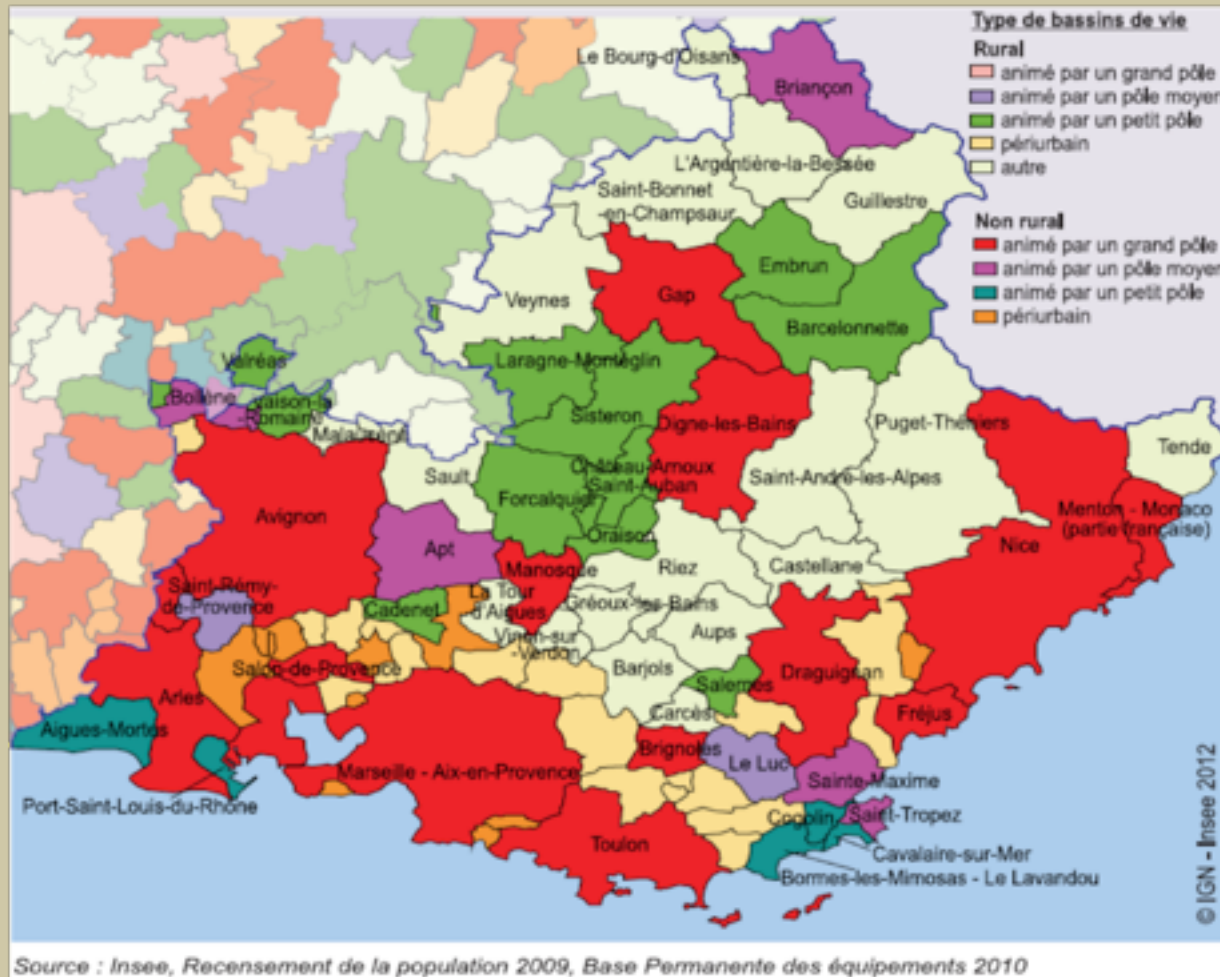 Type de bassins de vie
Rural
animé par un grand pôle
animé par un pôle moyen
animé par un petit pôle
périurbain
autre
Non rural
animé par un grand pôle
animé par un pôle moyen
animé par un petit pôle
périurbain
Le Bourg-d'Oisans
Briançon
L'Argentière-la-Bessée
Saint-Bonnet
-en-Champsaur
Guillestre
Embrun
Gap
Veynes
Barcelonnette
Valréas
Laragne-Montéglin
Bollène
Vaison-la
-Romaine
Malaucène
Sisteron
Digne-les-Bains
Puget-Théniers
Tende
Sault
Château-Arnoux
Saint-Auban
Saint-André-les-Alpes
Forcalquier
Avignon
Menton - Monaco
(partie française)
Oraison
Nice
Apt
Manosque
Riez
Castellane
Saint-Rémy-
de-Provence
La Tour
d'Aigues
Cadenet
Gréoux-les-Bains
Vinon-sur
-Verdon
Aups
Salon-de-Provence
Barjols
Draguignan
Salernes
Arles
Carcès
Fréjus
Aigues-Mortes
Brignoles
Le Luc
Marseille - Aix-en-Provence
Sainte-Maxime
Port-Saint-Louis-du-Rhône
Cogolin
Saint-Tropez
Toulon
Cavalaire-sur-Mer
Bormes-les-Mimosas - Le Lavandou
© IGN - Insee 2012
Source : Insee, Recensement de la population 2009, Base Permanente des équipements 2010